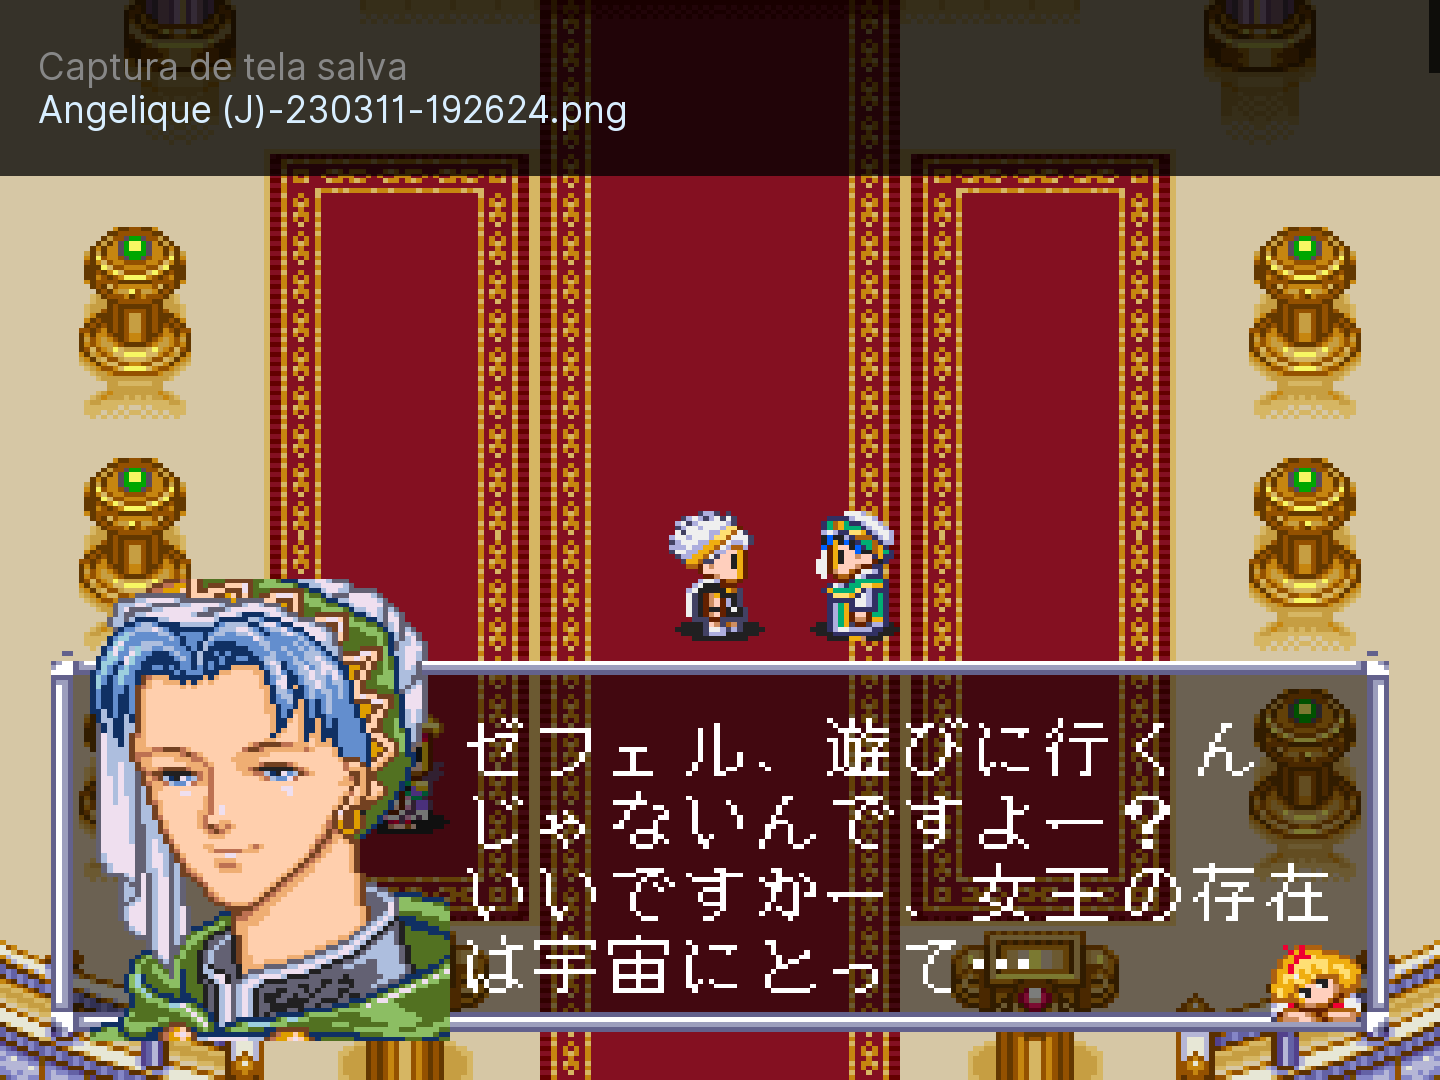 Captura de tela salva
Angelique (J)-230311-192624.png
ゼフェル、遊びに行くん
じゃないんですよー？
いいですかー、女王の存在
は宇宙にとって…